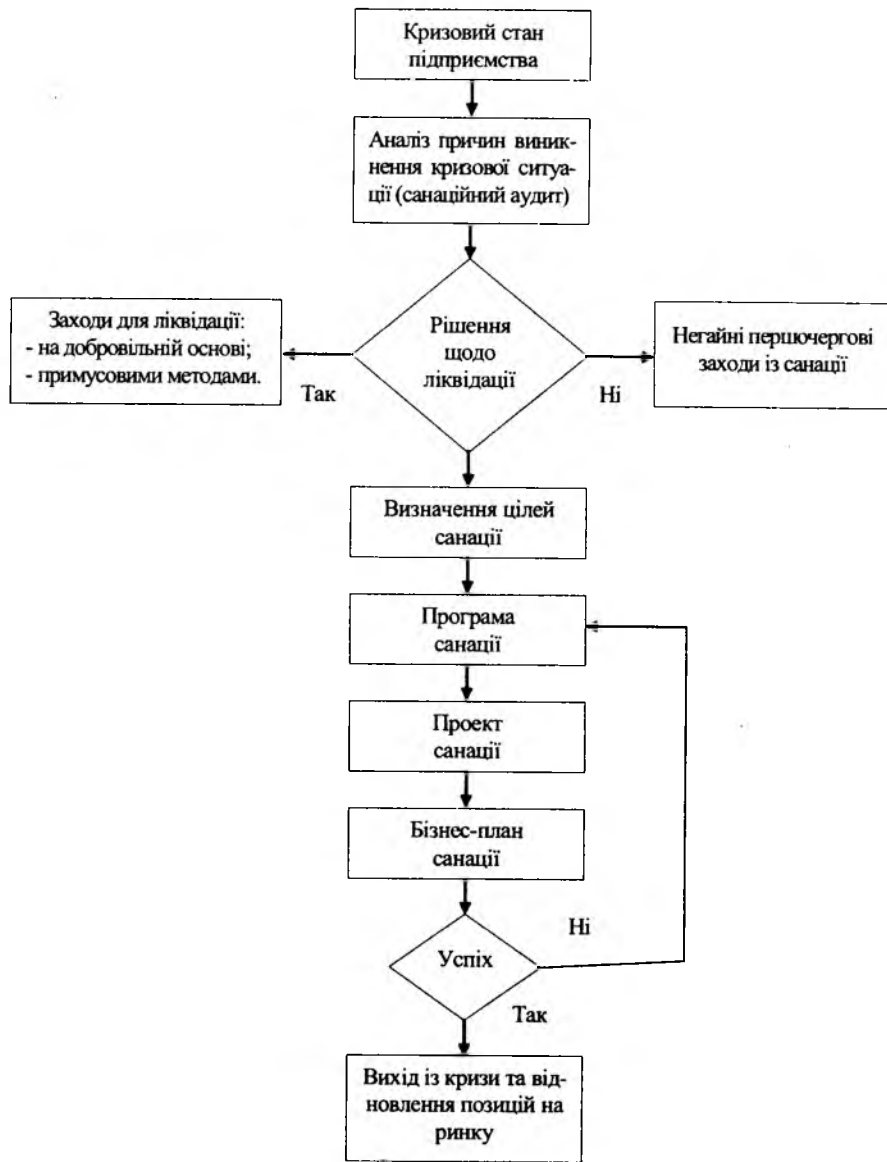 Кризовий стан
підприємства
Аналіз причин виник-
нення кризової ситуа-
ції (санаційний аудит)
Заходи для ліквідації:
- на добровільній основі;
- примусовими методами.
Рішення
щодо
ліквідації
Негайні першочергові
заходи із санації
Так
Ні
Визначення цілей
санації
Програма
санації
Проект
санації
Бізнес-план
санації
Ні
Успіх
Так
Вихід із кризи та від-
новлення позицій на
ринку